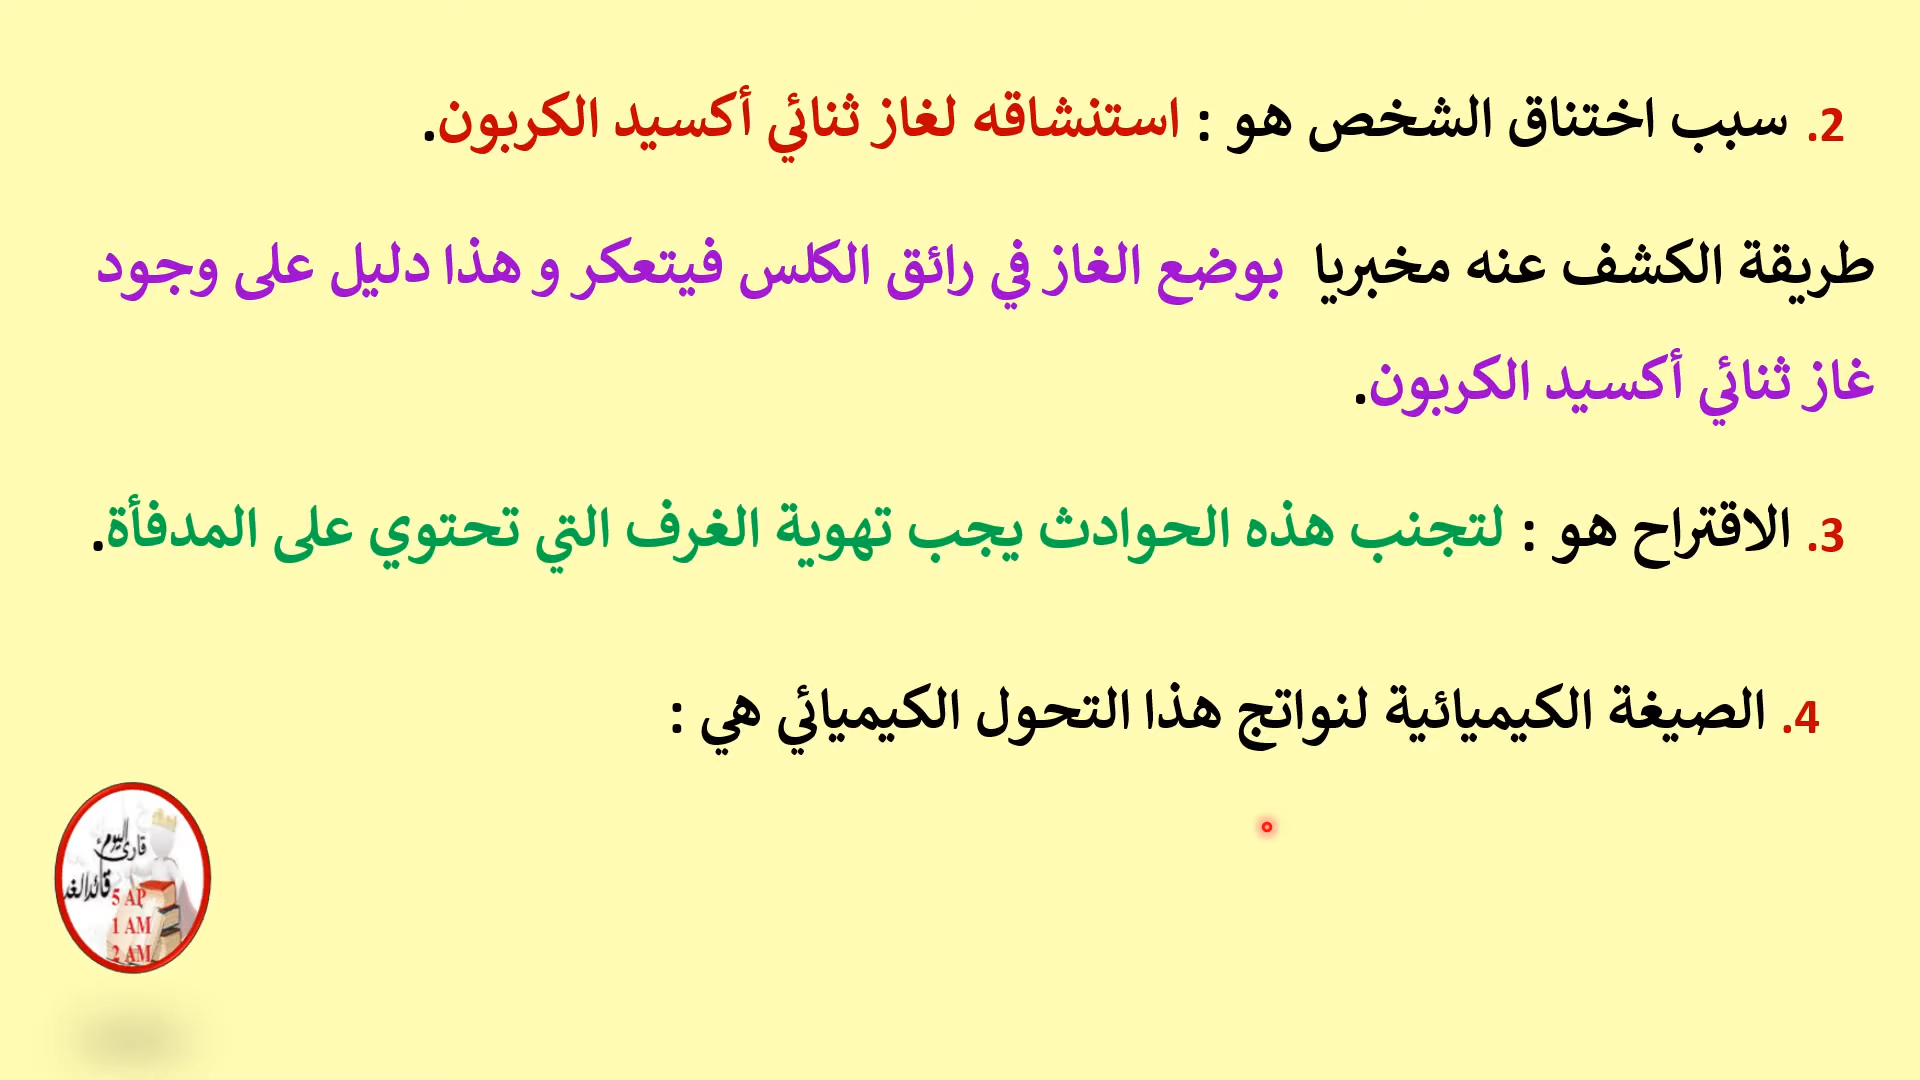 2. سبب اختناق الشخص هو : استنشاقه لغاز ثنائي أكسيد الكربون.
طريقة الكشف عنه مخبريا بوضع الغاز في رائق الكلس فيتعكر و هذا دليل على وجود
غاز ثنائي أكسيد الكربون.
3. الاقتراح هو : لتجنب هذه الحوادث يجب تهوية الغرف التي تحتوي على المدفأة.
4. الصيغة الكيميائية لنواتج هذا التحول الكيميائي هي :
قارئ اليوم
قائد الغد
5 AP
1 AM
2 AM